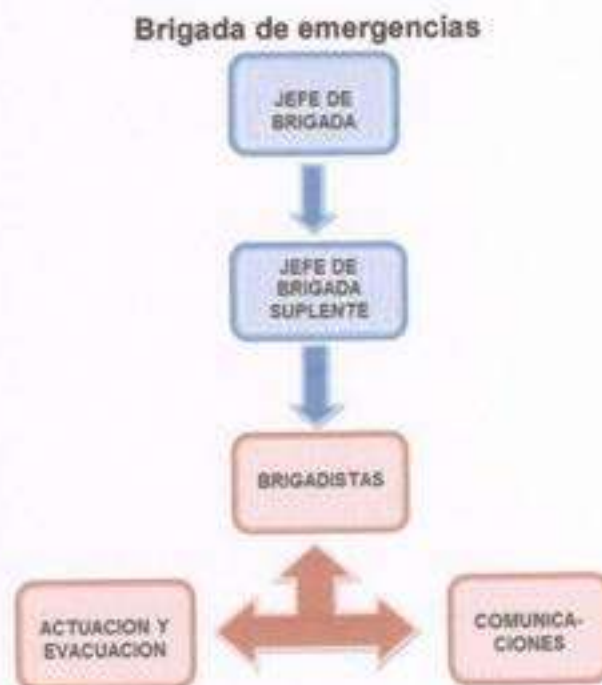 Brigada de emergencias
JEFE DE
BRIGADA
JEFE DE
BRIGADA
SUPLENTE
BRIGADISTAS
ACTUACION Y
EVACUACION
COMUNICA-
CIONES